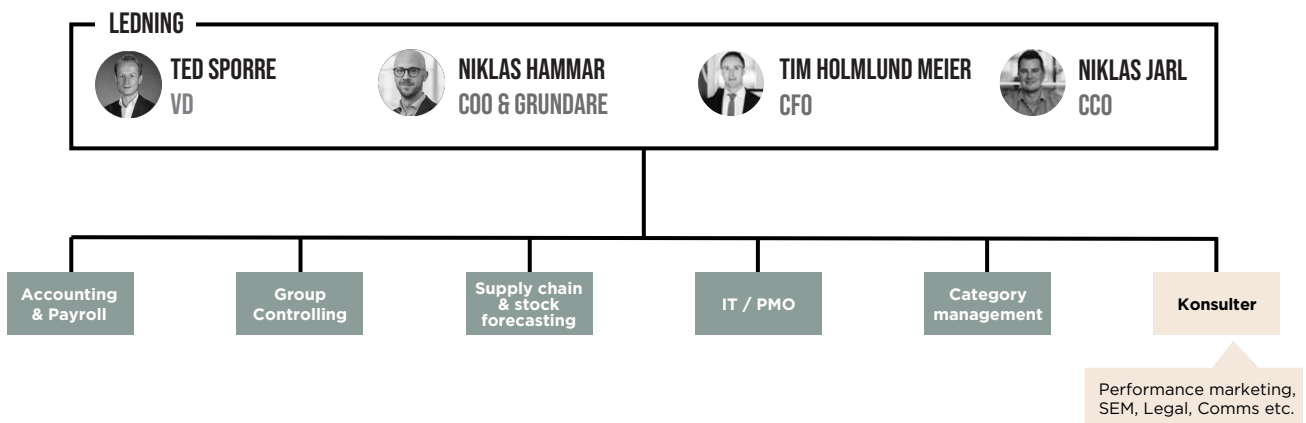 LEDNING
TED SPORRE
VD
NIKLAS HAMMAR
COO & GRUNDARE
TIM HOLMLUND MEIER
CFO
NIKLAS JARL
CCO
Accounting
& Payroll
Group
Controlling
Supply chain
& stock
forecasting
IT / PMO
Category
management
Konsulter
Performance marketing,
SEM, Legal, Comms etc.